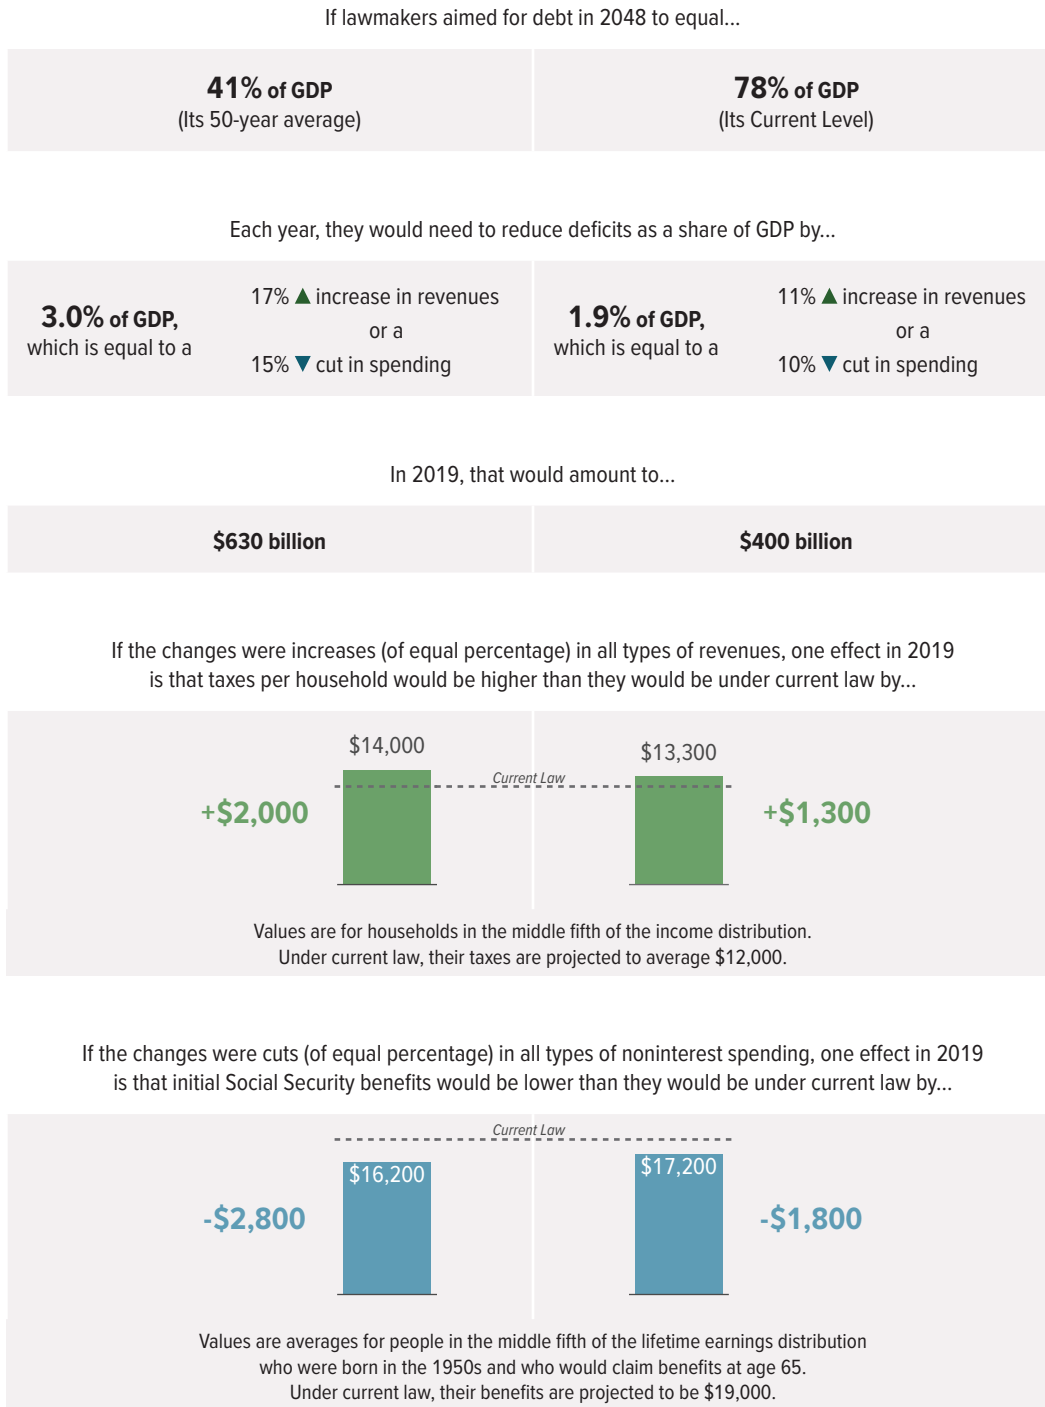 If lawmakers aimed for debt in 2048 to equal...
41% of GDP
(Its 50-year average)
78% of GDP
(Its Current Level)
Each year, they would need to reduce deficits as a share of GDP by...
3.0% of GDP,
which is equal to a
17% ▲ increase in revenues
or a
15% ▼ cut in spending
1.9% of GDP,
which is equal to a
11% ▲ increase in revenues
or a
10% ▼ cut in spending
In 2019, that would amount to...
$630 billion
$400 billion
If the changes were increases (of equal percentage) in all types of revenues, one effect in 2019
is that taxes per household would be higher than they would be under current law by...
$14,000
$13,300
Current Law
+$2,000
+$1,300
Values are for households in the middle fifth of the income distribution.
Under current law, their taxes are projected to average $12,000.
If the changes were cuts (of equal percentage) in all types of noninterest spending, one effect in 2019
is that initial Social Security benefits would be lower than they would be under current law by...
Current Law
$16,200
$17,200
-$2,800
-$1,800
Values are averages for people in the middle fifth of the lifetime earnings distribution
who were born in the 1950s and who would claim benefits at age 65.
Under current law, their benefits are projected to be $19,000.